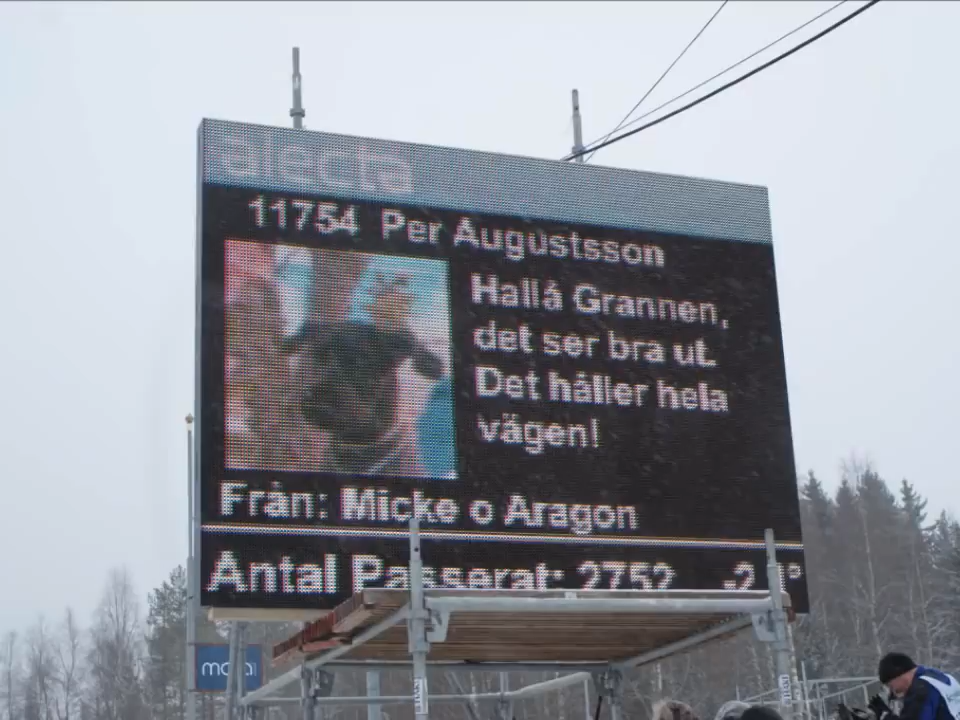 alecta
11754 Per Augustsson
Hallå Grannen,
det ser bra ut.
Det håller hela
vägen!
Från: Micke o Aragon
Antal Passerat: 2752